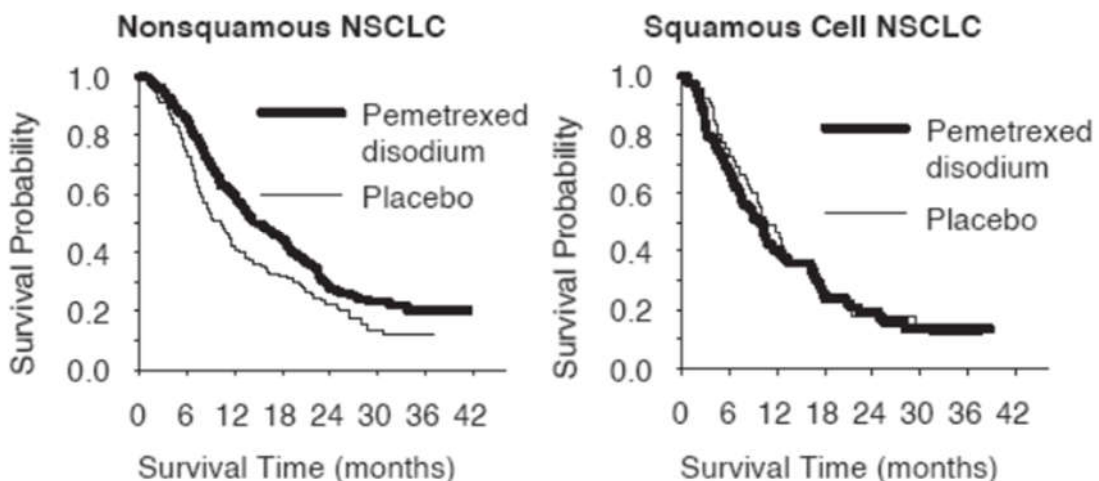 Nonsquamous NSCLC
Survival Probability
1.0
0.8
0.6
0.4
0.2
0.0
Pemetrexed
disodium
Placebo
0 6 12 18 24 30 36 42
Survival Time (months)
Squamous Cell NSCLC
Survival Probability
1.0
0.8
0.6
0.4
0.2
0.0
Pemetrexed
disodium
Placebo
0 6 12 18 24 30 36 42
Survival Time (months)